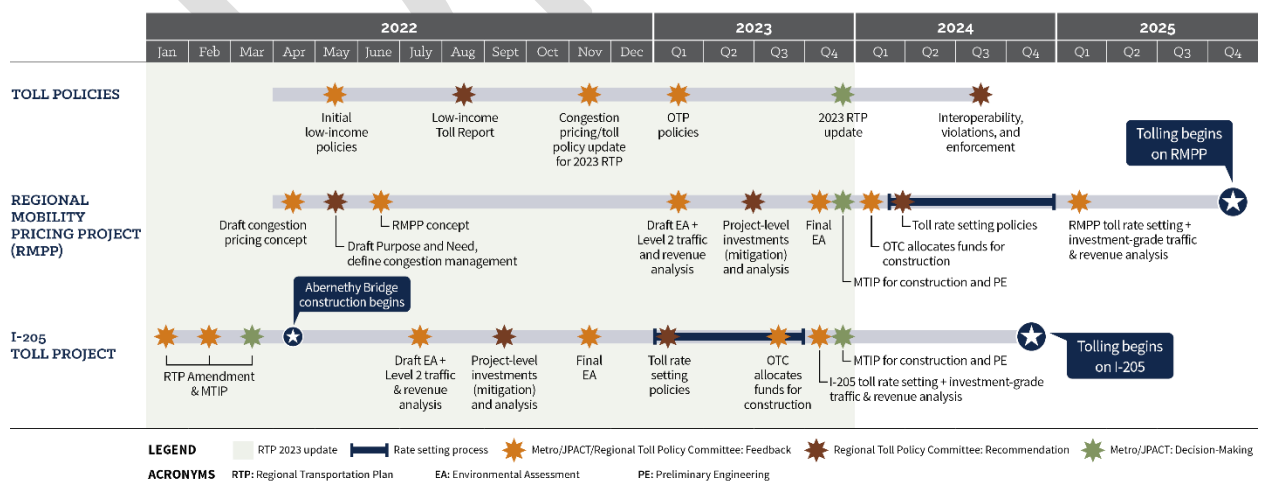 2022 2023 2024 2025
Jan Feb Mar Apr May June July Aug Sept Oct Nov Dec Q1 Q2 Q3 Q4 Q1 Q2 Q3 Q4 Q1 Q2 Q3 Q4
TOLL POLICIES
Initial
low-income
policies
Low-income
Toll Report
Congestion
pricing/toll
policy update
for 2023 RTP
OTP
policies
2023 RTP
update
Interoperability,
violations, and
enforcement
Tolling begins
on RMPP
REGIONAL
MOBILITY
PRICING PROJECT
(RMPP)
Draft congestion
pricing concept
Draft Purpose and Need,
define congestion management
RMPP concept
Draft EA +
Level 2 traffic
and revenue
analysis
Project-level
investments
(mitigation)
and analysis
Final
EA
MTIP for construction and PE
OTC allocates funds for
construction
Toll rate setting policies
RMPP toll rate setting +
investment-grade traffic
& revenue analysis
Abernethy Bridge
construction begins
I-205
TOLL PROJECT
RTP Amendment
& MTIP
Draft EA +
Level 2 traffic
& revenue
analysis
Project-level
investments
(mitigation)
and analysis
Final
EA
Toll rate
setting
policies
OTC
allocates
funds for
construction
MTIP for construction and PE
I-205 toll rate setting + investment-grade
traffic & revenue analysis
Tolling begins
on I-205
LEGEND RTP 2023 update Rate setting process Metro/JPACT/Regional Toll Policy Committee: Feedback Regional Toll Policy Committee: Recommendation Metro/JPACT: Decision-Making
ACRONYMS RTP: Regional Transportation Plan EA: Environmental Assessment PE: Preliminary Engineering